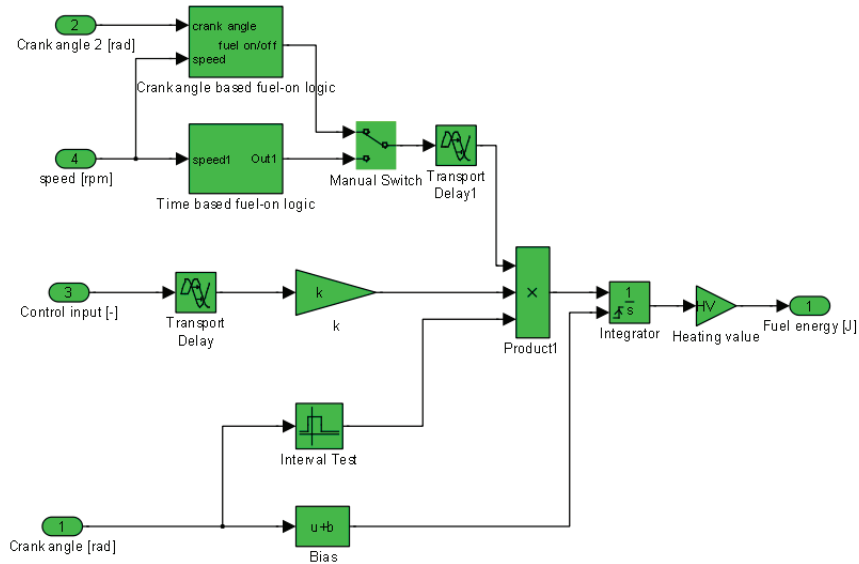 2
Crank angle 2 [rad]
crank angle
fuel on/off
speed
Crank angle based fuel-on logic
4
speed [rpm]
speed1
Out1
Time based fuel-on logic
Manual Switch
Transport
Delay1
3
Control input [-]
Transport
Delay
k
k
×
Product1
1
s
Integrator
HV
Heating value
1
Fuel energy [J]
Interval Test
1
Crank angle [rad]
u+b
Bias